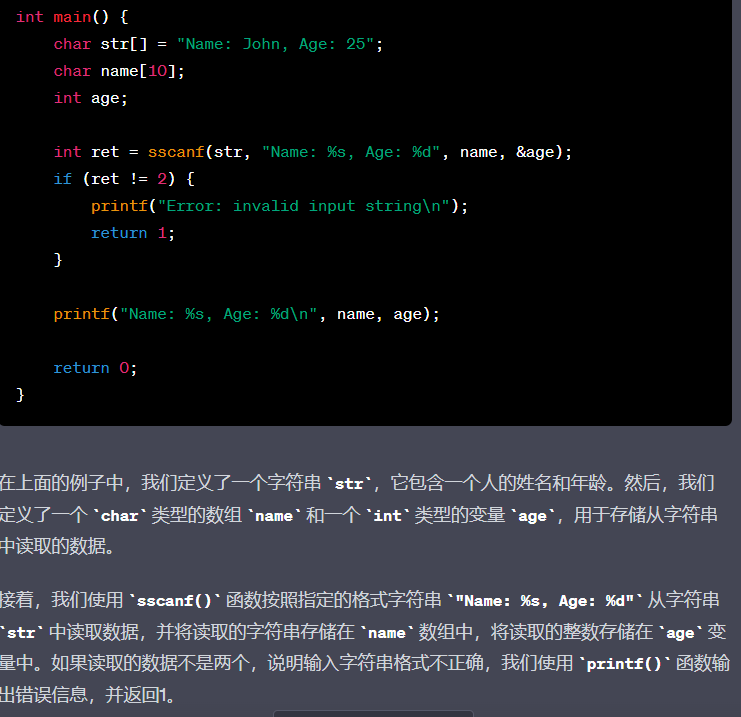 int main() {
    char str[] = "Name: John, Age: 25";
    char name[10];
    int age;
    int ret = sscanf(str, "Name: %s, Age: %d", name, &age);
    if (ret != 2) {
        printf("Error: invalid input string\n");
        return 1;
    }
    printf("Name: %s, Age: %d\n", name, age);
    return 0;
}
在上面的例子中，我们定义了一个字符串 `str`，它包含一个人的姓名和年龄。然后，我们
定义了一个 `char` 类型的数组 `name` 和一个 `int` 类型的变量 `age`，用于存储从字符串
中读取的数据。
接着，我们使用 `sscanf()` 函数按照指定的格式字符串 `"Name: %s, Age: %d"` 从字符串
`str` 中读取数据，并将读取的字符串存储在 `name` 数组中，将读取的整数存储在 `age` 变
量中。如果读取的数据不是两个，说明输入字符串格式不正确，我们使用 `printf()` 函数输
出错误信息，并返回1。